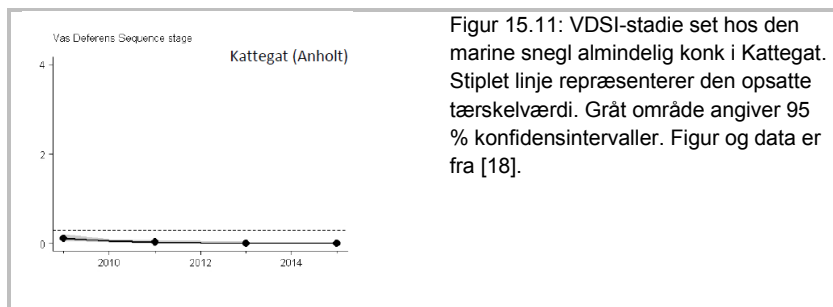 Vas Deferens Sequence stage
Kattegat (Anholt)
4
2
0
2010
2012
2014
Figur 15.11: VDSI-stadie set hos den
marine snegl almindelig konk i Kattegat.
Stiplet linje repræsenterer den opsatte
tærskelværdi. Gråt område angiver 95
% konfidensintervaller. Figur og data er
fra [18].